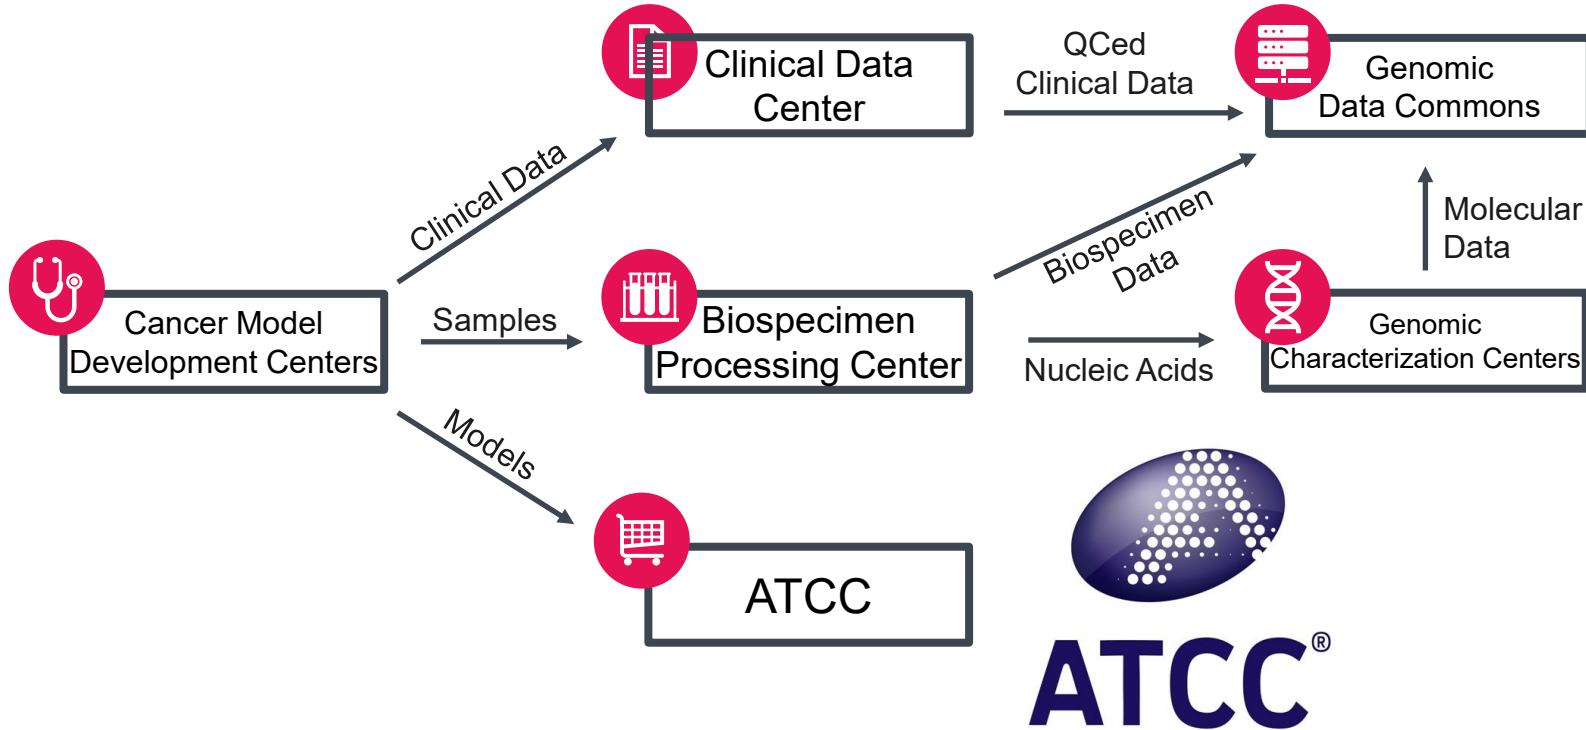 Clinical Data
Center
QCed
Clinical Data
Genomic
Data Commons
Clinical Data
Biospecimen
Data
Molecular
Data
Cancer Model
Development Centers
Samples
Biospecimen
Processing Center
Nucleic Acids
Genomic
Characterization Centers
Models
ATCC
ATCC®